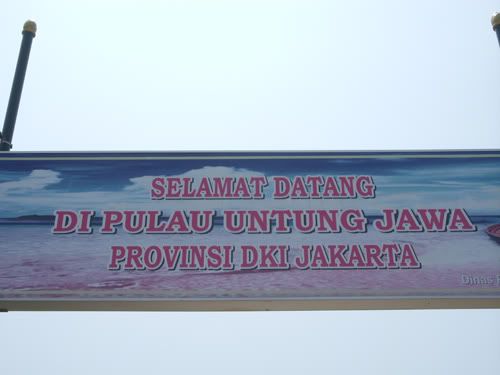 SELAMAT DATANG
DI PULAU UNTUNG JAWA
PROVINSI DKI JAKARTA
Dinas